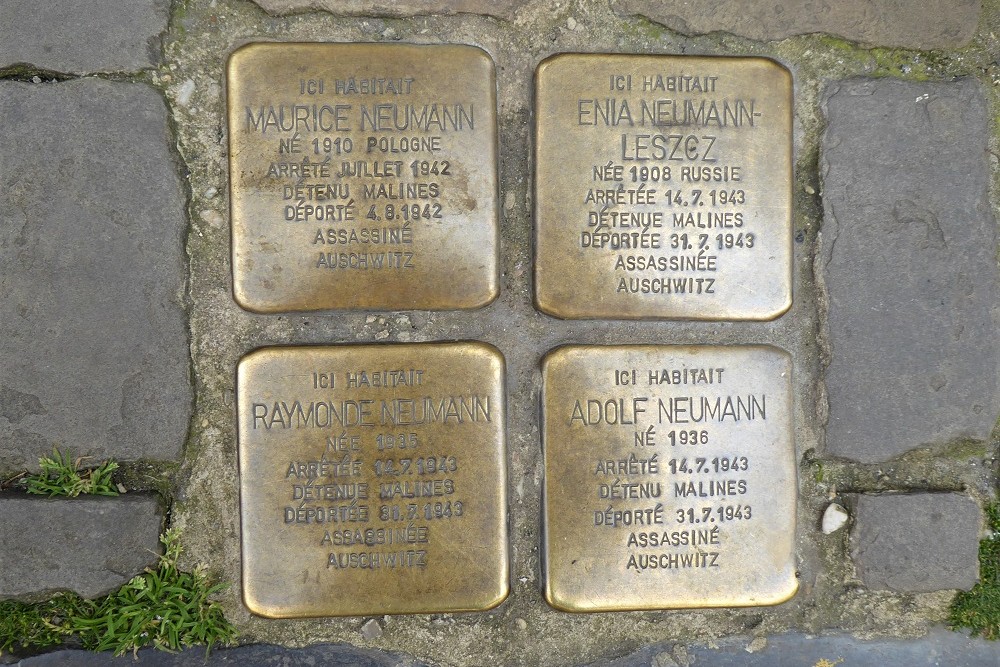 ICI HABITAIT
MAURICE NEUMANN
NÉ 1910 POLOGNE
ARRÊTÉ JUILLET 1942
DÉTENU MALINES
DÉPORTÉ 4.8.1942
ASSASSINÉ
AUSCHWITZ
ICI HABITAIT
ENIA NEUMANN-
LESZCZ
NÉE 1908 RUSSIE
ARRÊTÉE 14.7.1943
DÉTENUE MALINES
DÉPORTÉE 31.7.1943
ASSASSINÉE
AUSCHWITZ
ICI HABITAIT
RAYMONDE NEUMANN
NÉE 1935
ARRÊTÉE 14.7.1943
DÉTENUE MALINES
DÉPORTÉE 31.7.1943
ASSASSINÉE
AUSCHWITZ
ICI HABITAIT
ADOLF NEUMANN
NÉ 1936
ARRÊTÉ 14.7.1943
DÉTENU MALINES
DÉPORTÉ 31.7.1943
ASSASSINÉ
AUSCHWITZ